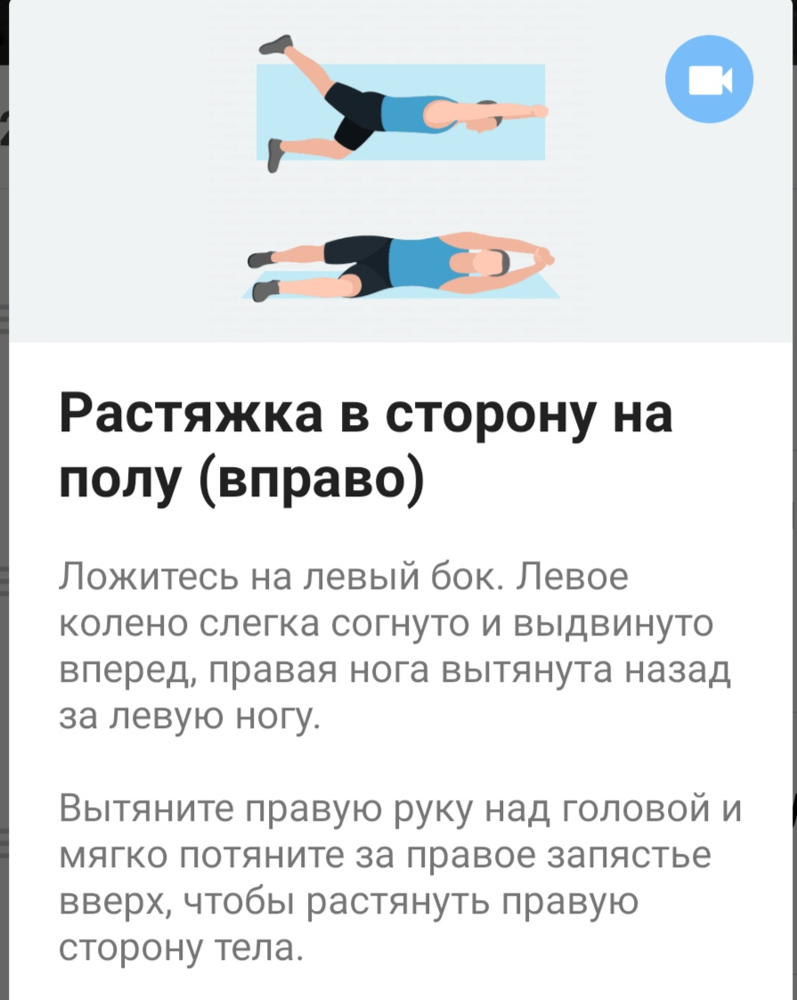 Растяжка в сторону на
полу (вправо)
Ложитесь на левый бок. Левое
колено слегка согнуто и выдвинуто
вперед, правая нога вытянута назад
за левую ногу.
Вытяните правую руку над головой и
мягко потяните за правое запястье
вверх, чтобы растянуть правую
сторону тела.